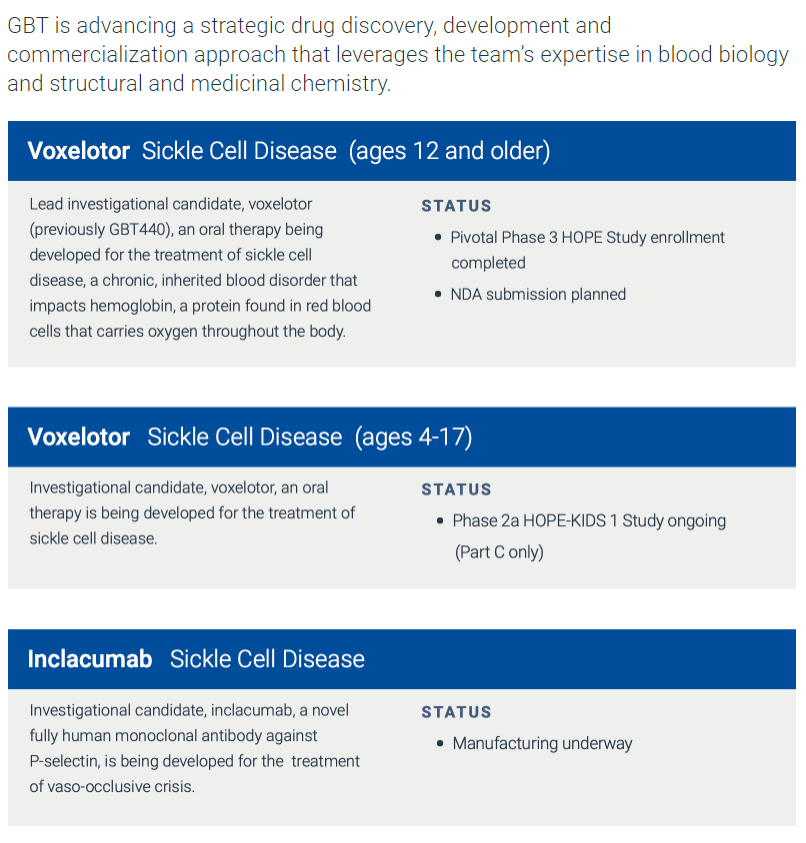 GBT is advancing a strategic drug discovery, development and
commercialization approach that leverages the team's expertise in blood biology
and structural and medicinal chemistry.
Voxelotor Sickle Cell Disease (ages 12 and older)
Lead investigational candidate, voxelotor
(previously GBT440), an oral therapy being
developed for the treatment of sickle cell
disease, a chronic, inherited blood disorder that
impacts hemoglobin, a protein found in red blood
cells that carries oxygen throughout the body.
STATUS
• Pivotal Phase 3 HOPE Study enrollment
completed
• NDA submission planned
Voxelotor Sickle Cell Disease (ages 4-17)
Investigational candidate, voxelotor, an oral
therapy is being developed for the treatment of
sickle cell disease.
STATUS
• Phase 2a HOPE-KIDS 1 Study ongoing
(Part C only)
Inclacumab Sickle Cell Disease
Investigational candidate, inclacumab, a novel
fully human monoclonal antibody against
P-selectin, is being developed for the treatment
of vaso-occlusive crisis.
STATUS
• Manufacturing underway